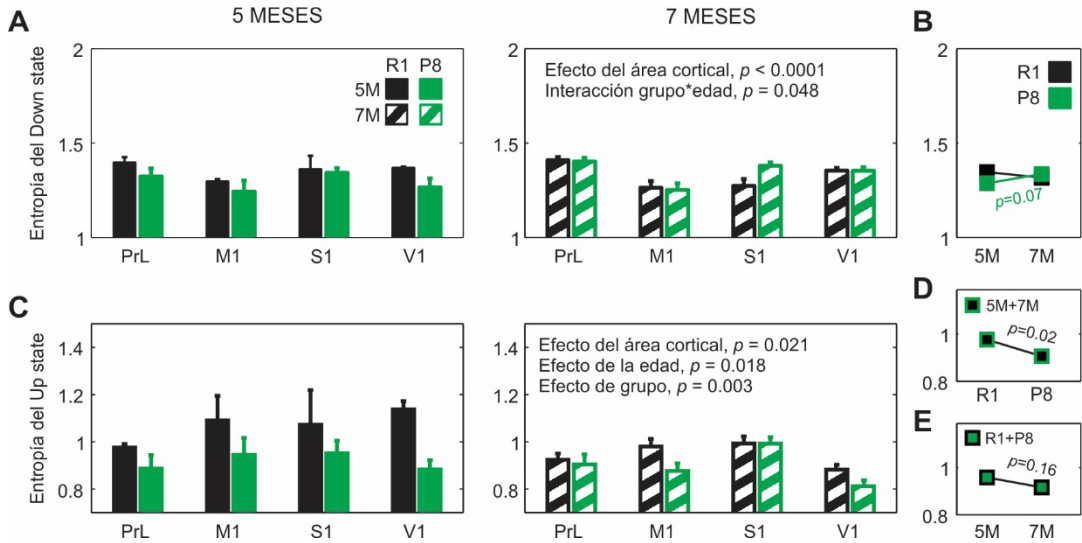 A
5 MESES
7 MESES
B
Entropía del Down state
2
1.5
1
R1 P8
5M
7M
PrL M1 S1 V1
2
1.5
1
Efecto del área cortical, p < 0.0001
Interacción grupo*edad, p = 0.048
PrL M1 S1 V1
2
1.5
1
R1
P8
p=0.07
5M 7M
C
Entropía del Up state
1.4
1.2
1
0.8
PrL M1 S1 V1
1.4
1.2
1
0.8
Efecto del área cortical, p = 0.021
Efecto de la edad, p = 0.018
Efecto de grupo, p = 0.003
PrL M1 S1 V1
D
5M+7M
p=0.02
1
0.8
R1 P8
E
R1+P8
p=0.16
1
0.8
5M 7M